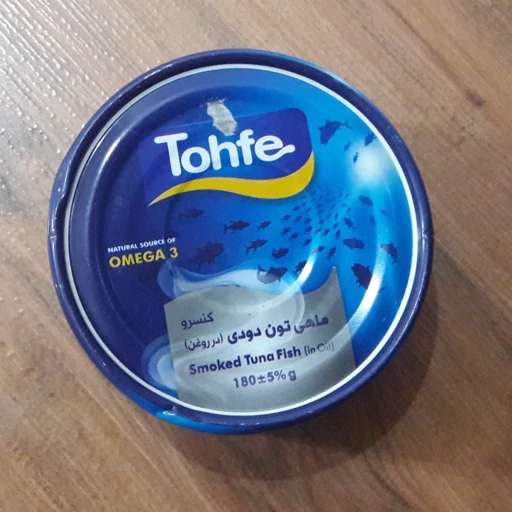 Tohfe
NATURAL SOURCE OF
OMEGA 3
کنسرو
ماهی تون دودی (در روغن)
Smoked Tuna Fish (in Oil)
180±5% g